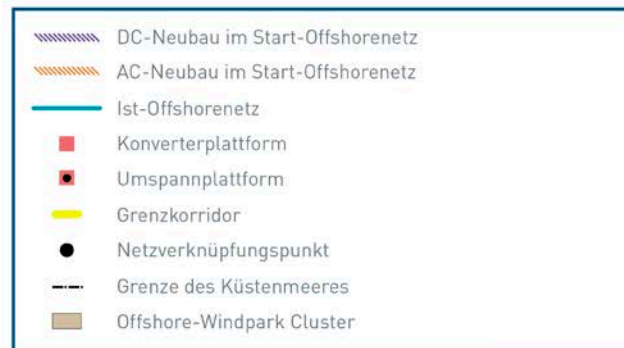 DC-Neubau im Start-Offshorenetz
AC-Neubau im Start-Offshorenetz
Ist-Offshorenetz
Konverterplattform
Umspannplattform
Grenzkorridor
Netzverknüpfungspunkt
Grenze des Küstenmeeres
Offshore-Windpark Cluster